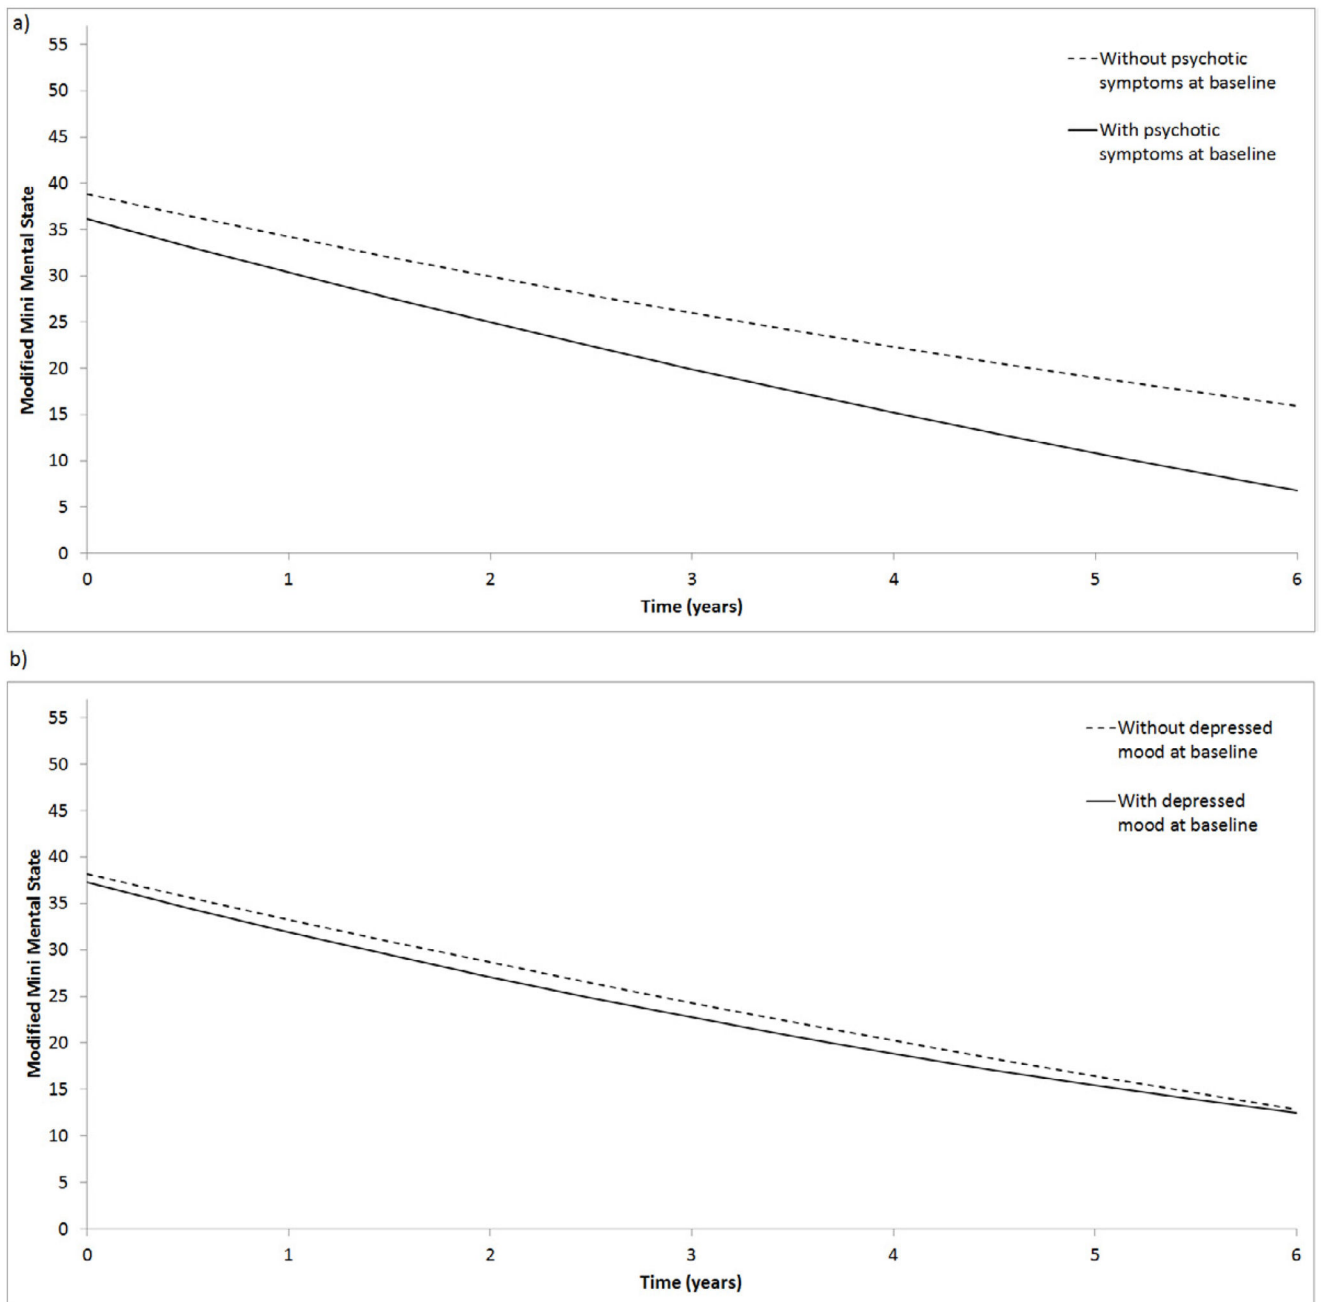 a)
55
50
45
40
35
30
25
20
15
10
5
0
Modified Mini Mental State
Without psychotic
symptoms at baseline
With psychotic
symptoms at baseline
0 1 2 3 4 5 6
Time (years)
b)
55
50
45
40
35
30
25
20
15
10
5
0
Modified Mini Mental State
Without depressed
mood at baseline
With depressed
mood at baseline
0 1 2 3 4 5 6
Time (years)